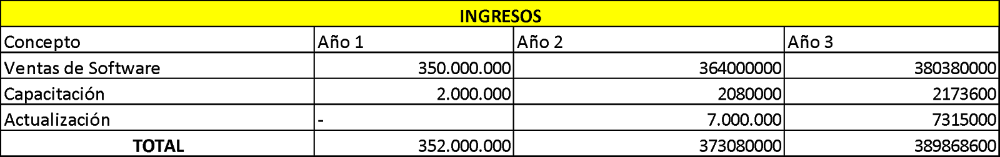 INGRESOS
Concepto Año 1 Año 2 Año 3
Ventas de Software 350.000.000 364000000 380380000
Capacitación 2.000.000 2080000 2173600
Actualización - 7.000.000 7315000
TOTAL 352.000.000 373080000 389868600